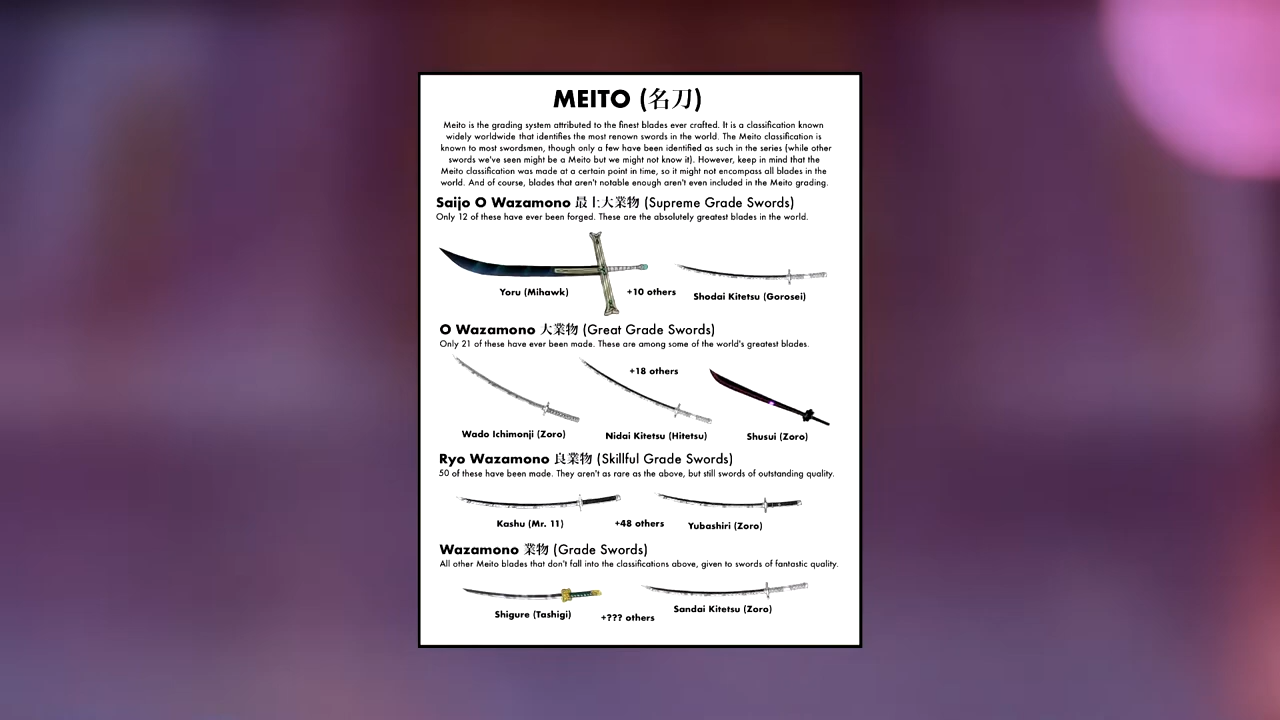 MEITO (名刀)
Meito is the grading system attributed to the finest blades ever crafted. It is a classification known
widely worldwide that identifies the most renown swords in the world. The Meito classification is
known to most swordsmen, though only a few have been identified as such in the series (while other
swords we've seen might be a Meito but we might not know it). However, keep in mind that the
Meito classification was made at a certain point in time, so it might not encompass all blades in the
world. And of course, blades that aren't notable enough aren't even included in the Meito grading.
Saijo O Wazamono 最上大業物 (Supreme Grade Swords)
Only 12 of these have ever been forged. These are the absolutely greatest blades in the world.
Yoru (Mihawk)
+10 others
Shodai Kitetsu (Gorosei)
O Wazamono 大業物 (Great Grade Swords)
Only 21 of these have ever been made. These are among some of the world's greatest blades.
+18 others
Wado Ichimonji (Zoro)
Nidai Kitetsu (Hitetsu)
Shusui (Zoro)
Ryo Wazamono 良業物 (Skillful Grade Swords)
50 of these have been made. They aren't as rare as the above, but still swords of outstanding quality.
Kashu (Mr. 11)
+48 others
Yubashiri (Zoro)
Wazamono 業物 (Grade Swords)
All other Meito blades that don't fall into the classifications above, given to swords of fantastic quality.
Shigure (Tashigi)
+??? others
Sandai Kitetsu (Zoro)